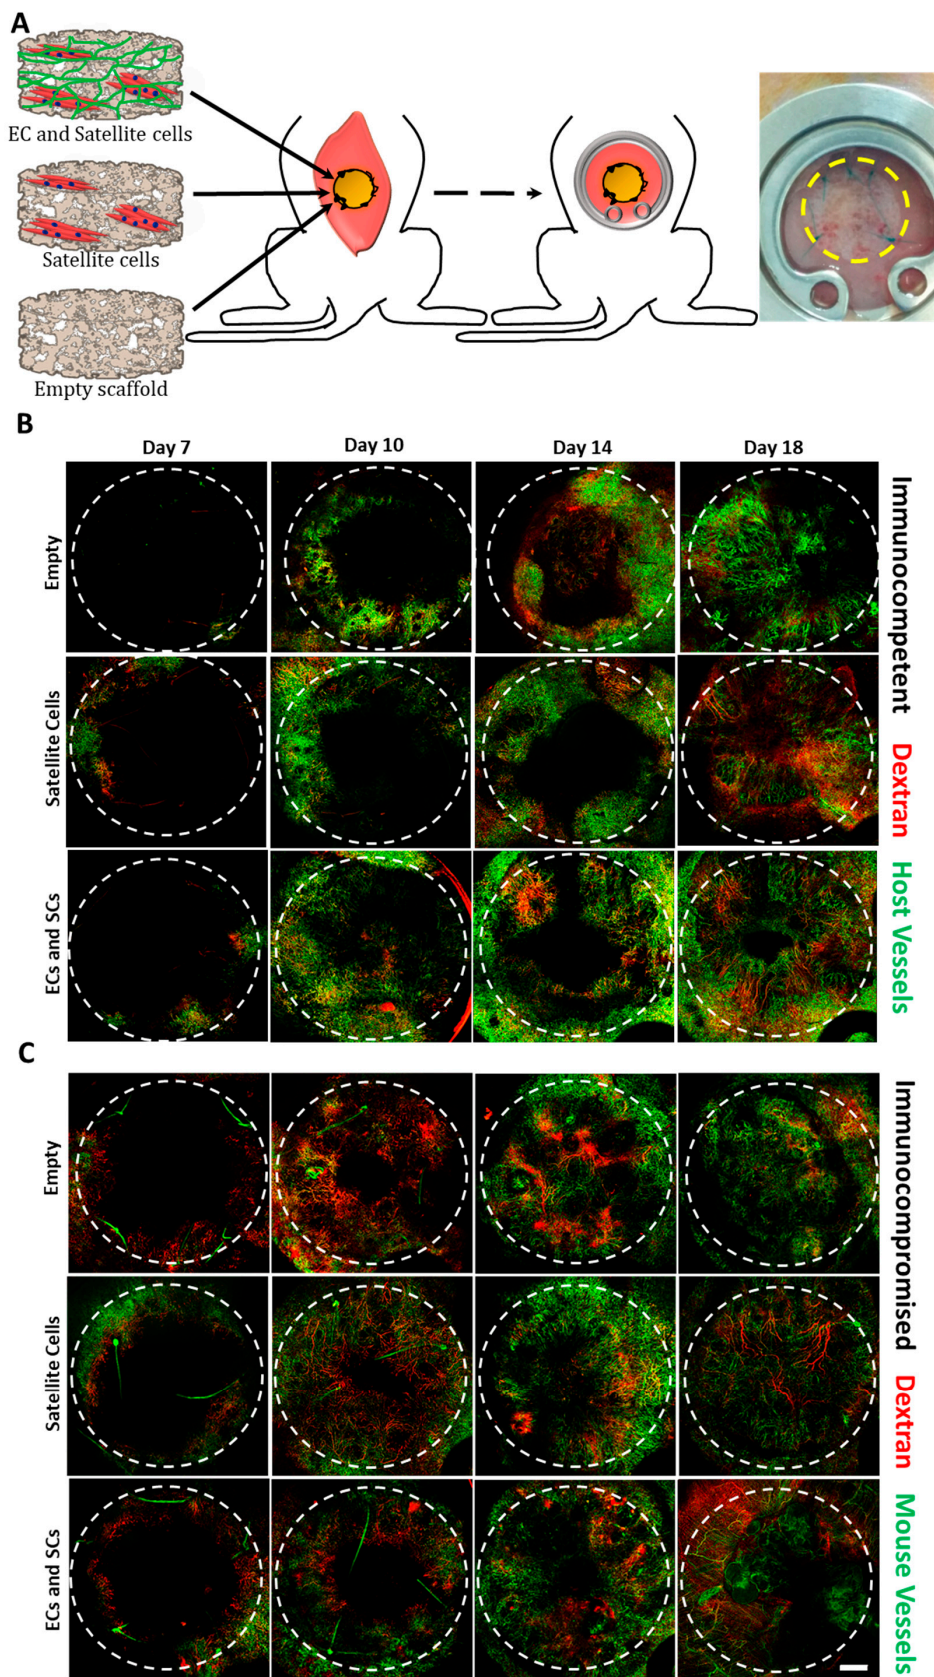 A
EC and Satellite cells
Satellite cells
Empty scaffold
B
Day 7
Day 10
Day 14
Day 18
Empty
Satellite Cells
ECs and SCs
Immunocompetent
Dextran
Host Vessels
C
Empty
Satellite Cells
ECs and SCs
Immunocompromised
Dextran
Mouse Vessels